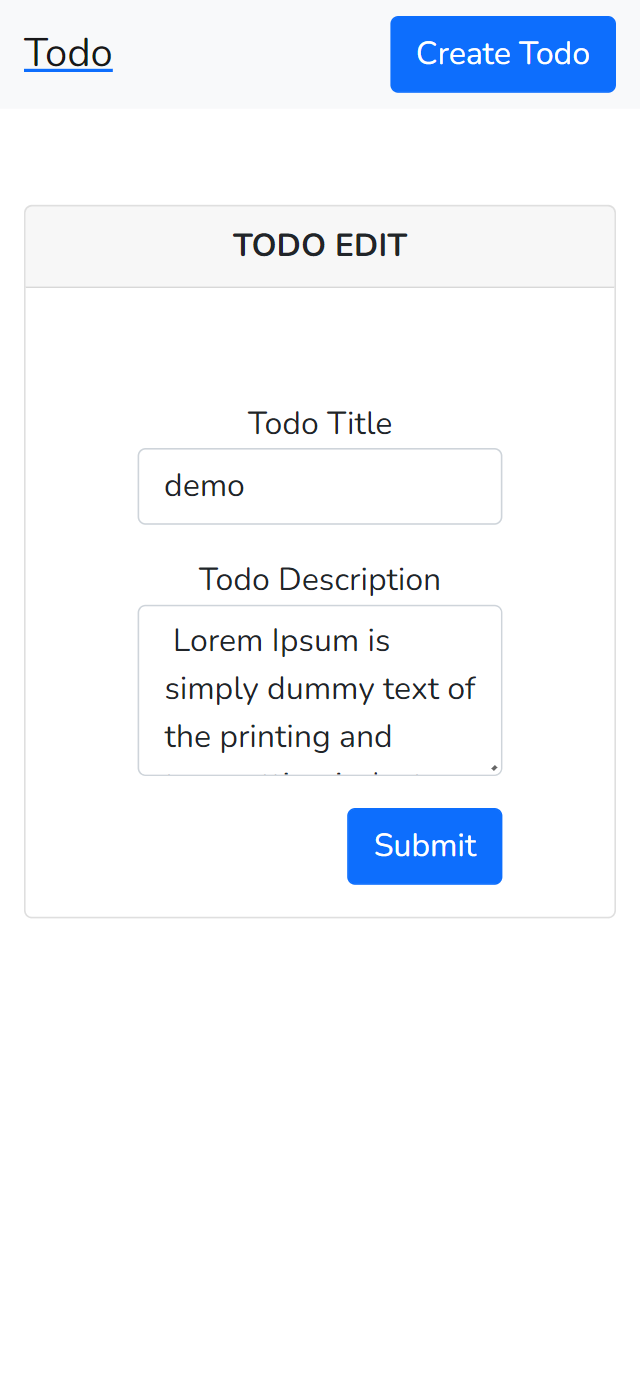 Todo
Create Todo
TODO EDIT
Todo Title
demo
Todo Description
Lorem Ipsum is
simply dummy text of
the printing and
Submit